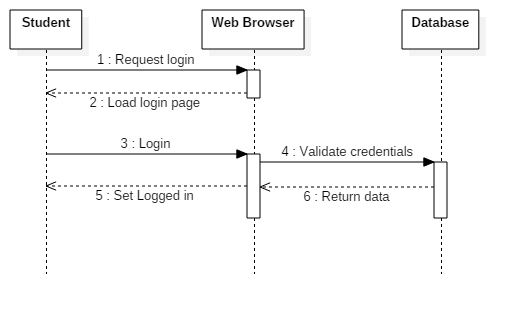 Student
Web Browser
Database
1 : Request login
2 : Load login page
3 : Login
4 : Validate credentials
5 : Set Logged in
6 : Return data